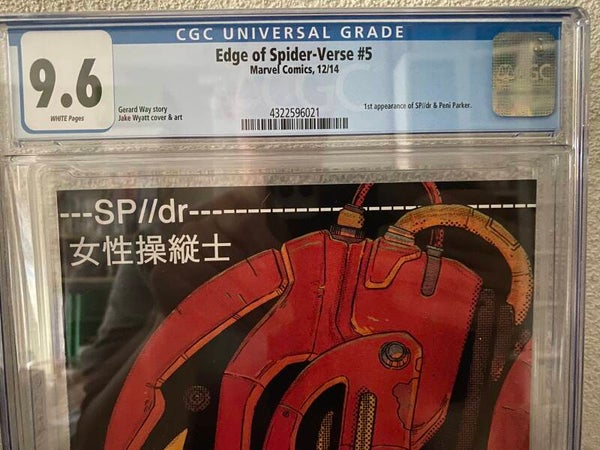 CGC UNIVERSAL GRADE
9.6
WHITE Pages
Edge of Spider-Verse #5
Marvel Comics, 12/14
Gerard Way story
Jake Wyatt cover & art
4322596021
1st appearance of SP//dr & Peni Parker.
CGC
---SP//dr---------------------
女性操縦士